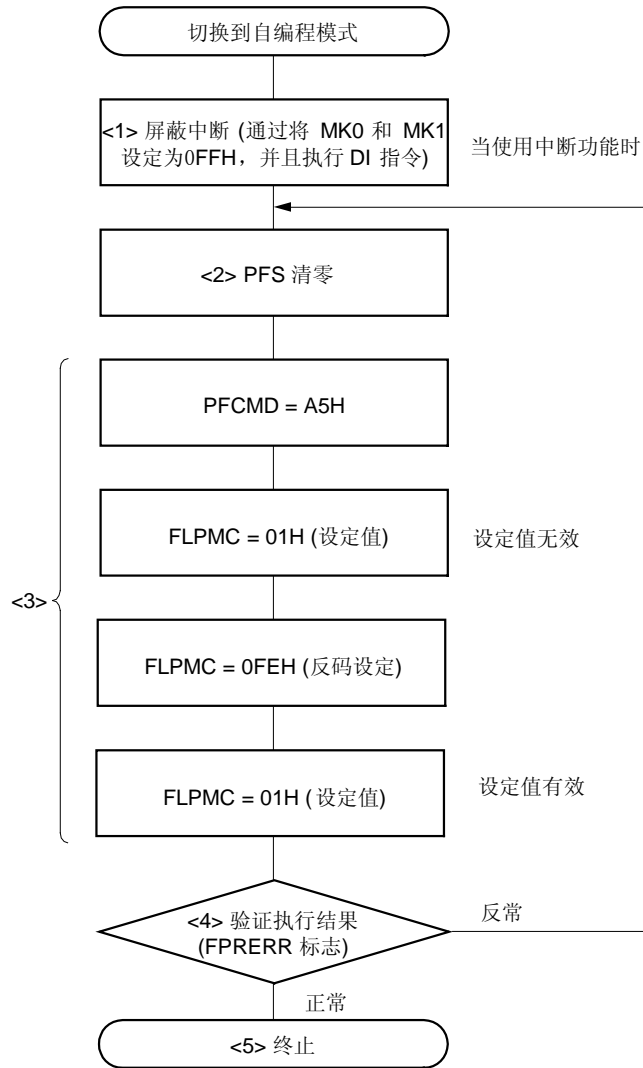 切换到自编程模式
<1> 屏蔽中断 (通过将 MK0 和 MK1
设定为0FFH，并且执行 DI 指令)
当使用中断功能时
<2> PFS 清零
PFCMD = A5H
FLPMC = 01H (设定值)
设定值无效
<3>
FLPMC = 0FEH (反码设定)
FLPMC = 01H (设定值)
设定值有效
<4> 验证执行结果
(FPRERR 标志)
反常
正常
<5> 终止